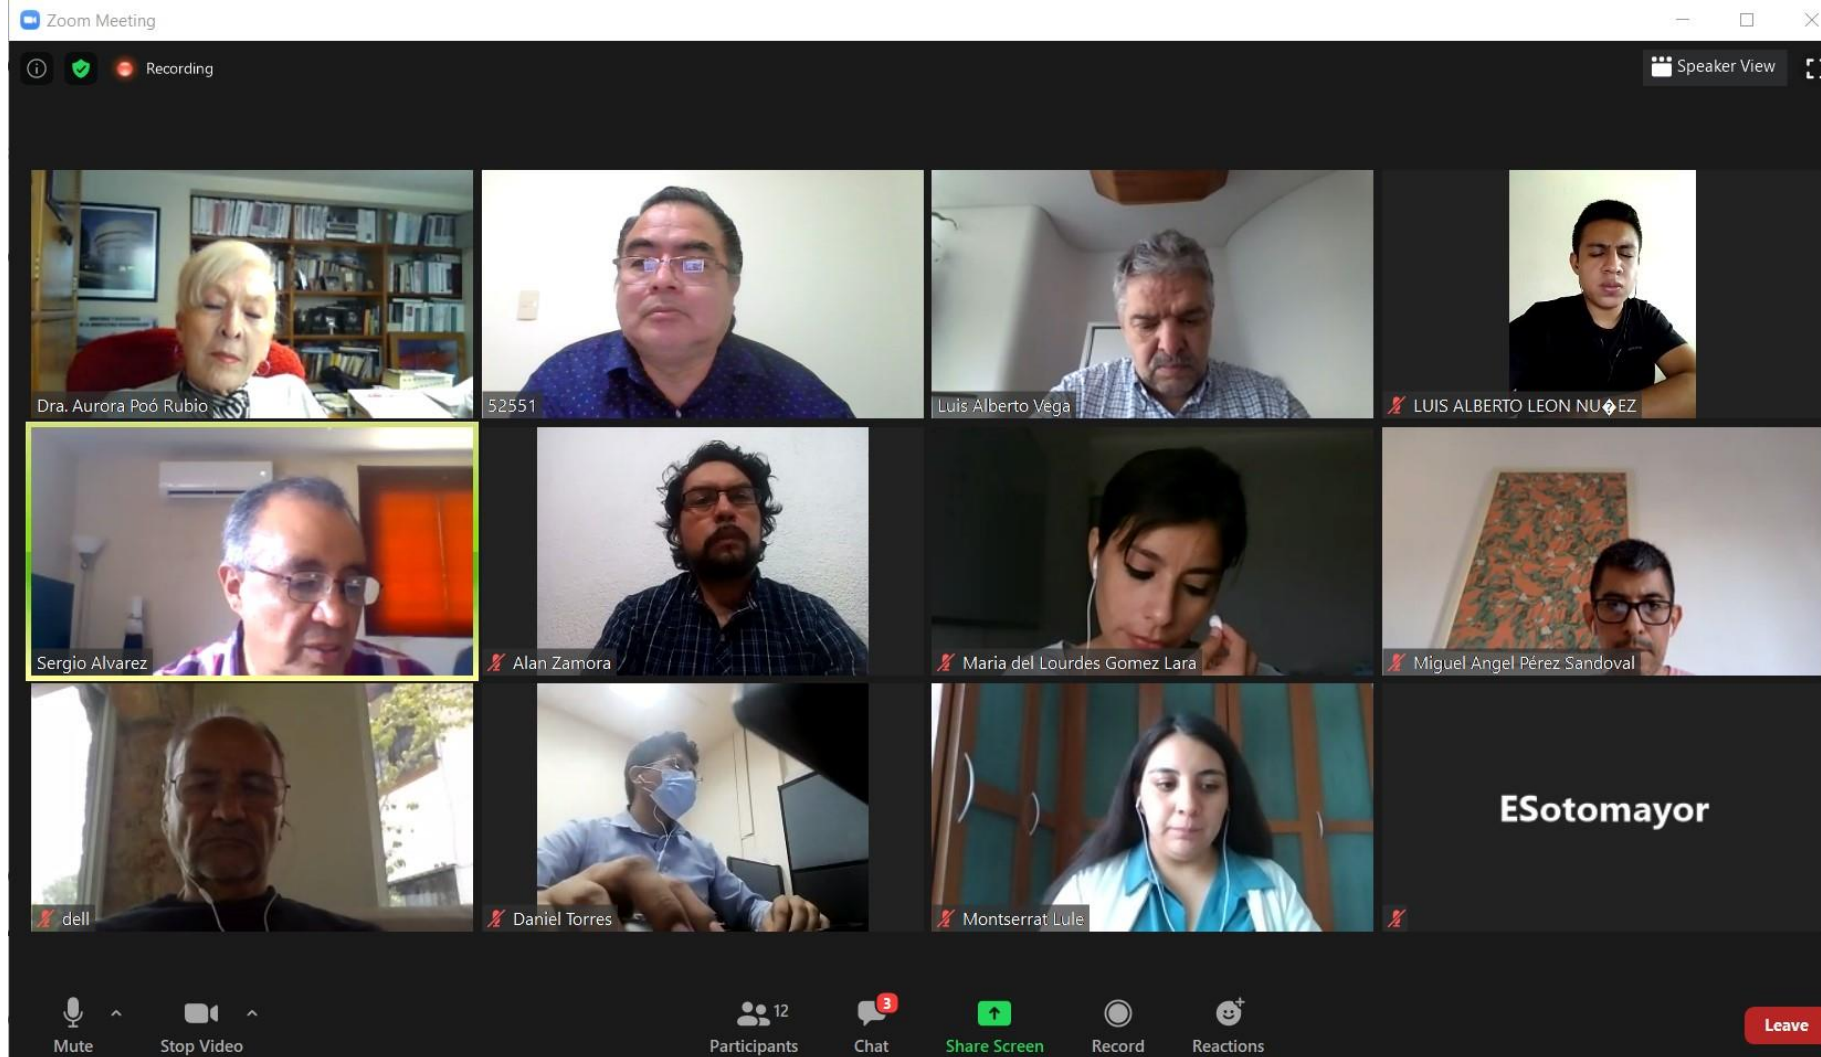 Zoom Meeting
Recording
Speaker View
Dra. Aurora Poó Rubio
52551
Luis Alberto Vega
LUIS ALBERTO LEON NU�EZ
Sergio Alvarez
Alan Zamora
Maria del Lourdes Gomez Lara
Miguel Angel Pérez Sandoval
dell
Daniel Torres
Montserrat Lule
ESotomayor
12
3
Mute
Stop Video
Participants
Chat
Share Screen
Record
Reactions
Leave